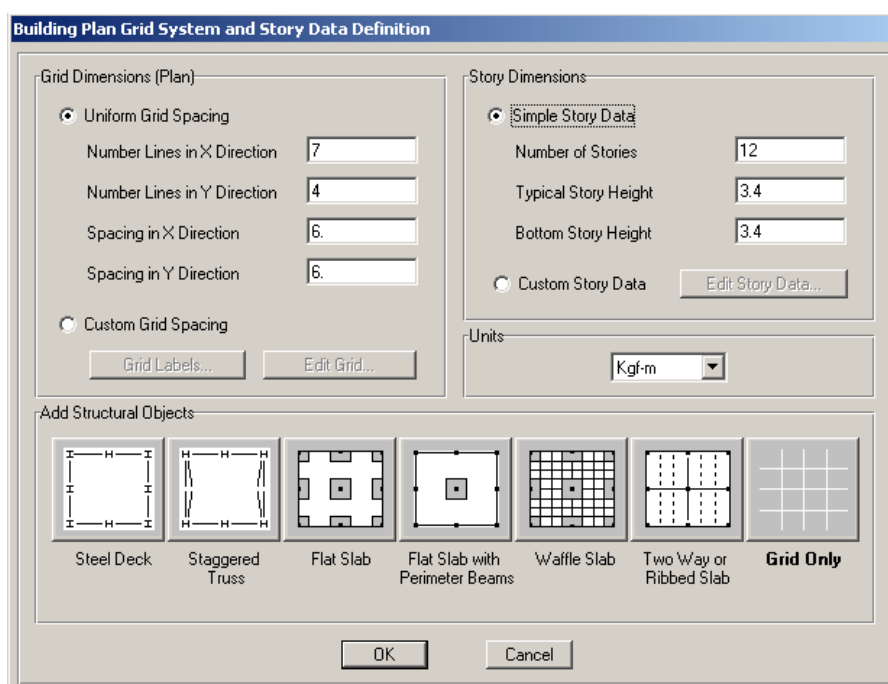 Building Plan Grid System and Story Data Definition
Grid Dimensions (Plan)
Uniform Grid Spacing
Number Lines in X Direction 7
Number Lines in Y Direction 4
Spacing in X Direction 6.
Spacing in Y Direction 6.
Custom Grid Spacing
Grid Labels... Edit Grid...
Story Dimensions
Simple Story Data
Number of Stories 12
Typical Story Height 3.4
Bottom Story Height 3.4
Custom Story Data Edit Story Data...
Units
Kgf-m
Add Structural Objects
Steel Deck
Staggered
Truss
Flat Slab
Flat Slab with
Perimeter Beams
Waffle Slab
Two Way or
Ribbed Slab
Grid Only
OK Cancel